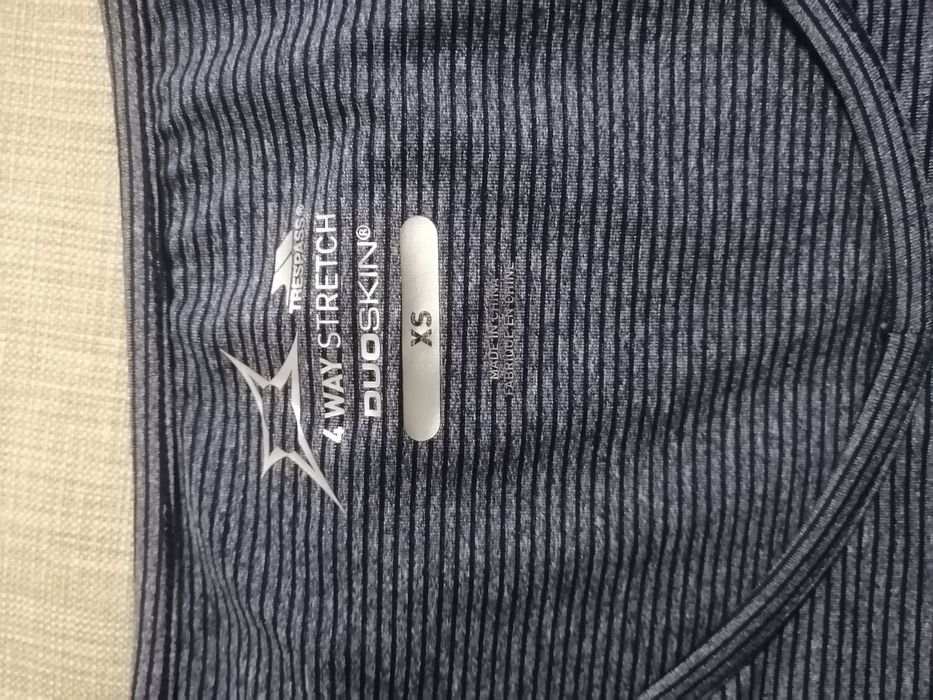 TRESPASS®
4 WAY STRETCH
DUOSKIN®
XS
MADE IN CHINA
FABRIQUÉ EN CHINE